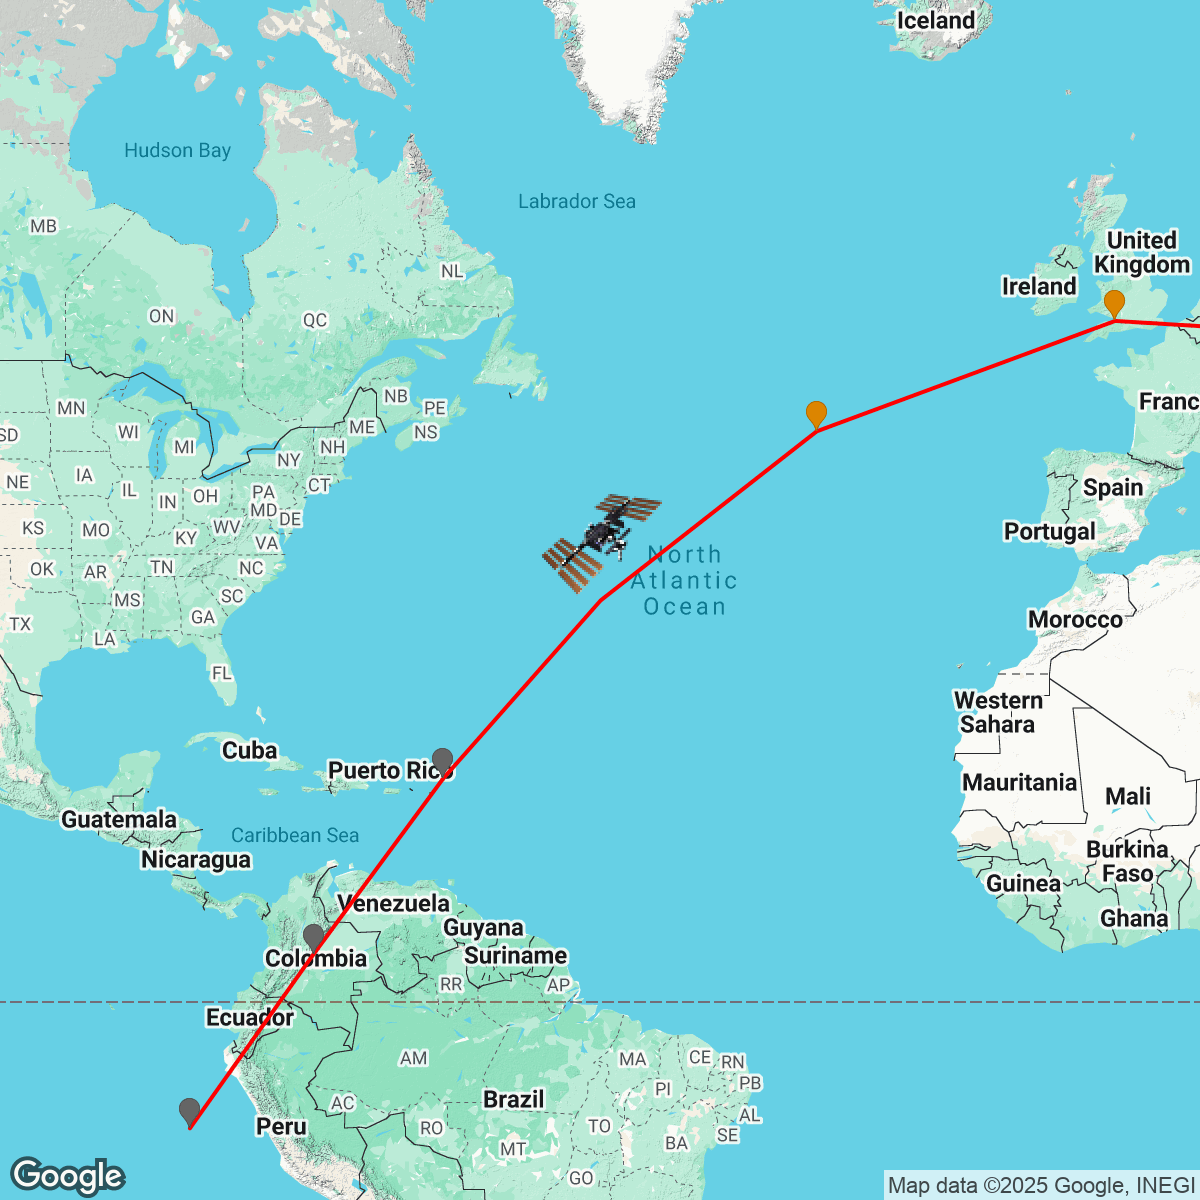 Iceland
Hudson Bay
Labrador Sea
MB
United
Kingdom
NL
Ireland
ON
QC
NB
PE
Franc
MN
ME
NS
WI
SD
MI
NH
NY
IA
NE
CT
Spain
IL
IN
OH
PA
MD
DE
KS
MO
WV
Portugal
KY
VA
North
Atlantic
Ocean
OK
AR
TN
NC
MS
SC
TX
GA
Morocco
LA
FL
Western
Sahara
Cuba
Puerto Rico
Mauritania
Mali
Guatemala
Caribbean Sea
Burkina
Faso
Nicaragua
Guinea
Venezuela
Ghana
Guyana
Suriname
Colombia
RR
AP
Ecuador
AM
MA
CE
RN
PI
PB
Brazil
AC
AL
Peru
RO
TO
SE
MT
BA
GO
Google
Map data ©2025 Google, INEGI